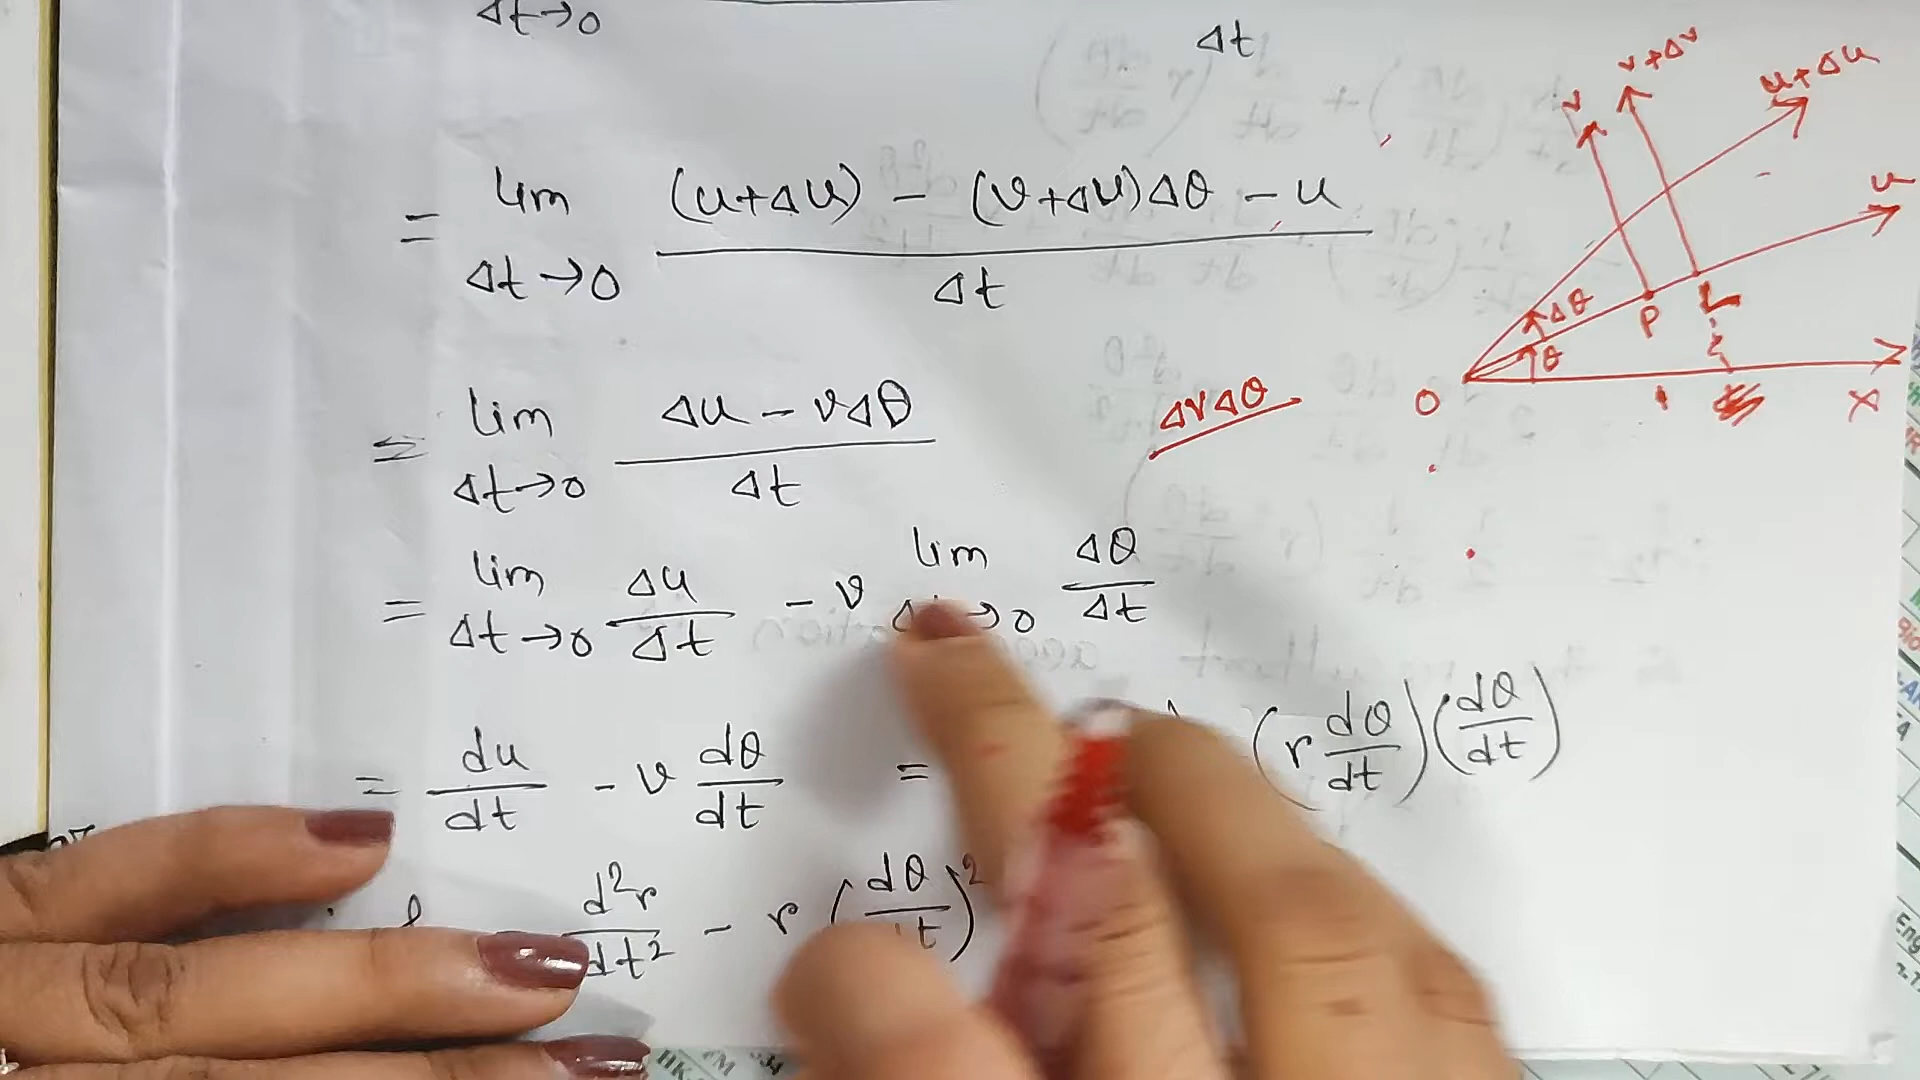 Δt→0
Δt
= lim (u+Δu) − (v+Δv)Δθ − u
Δt→0 Δt
= lim Δu − vΔθ
Δt→0 Δt
ΔvΔθ
= lim Δu/Δt − v lim Δθ/Δt
Δt→0 →0
= du/dt − v dθ/dt = (r dθ/dt)(dθ/dt)
d²r/dt² − r (dθ/dt)²
v
v+Δv
u+Δu
u
Δθ
θ
P
L
O
x